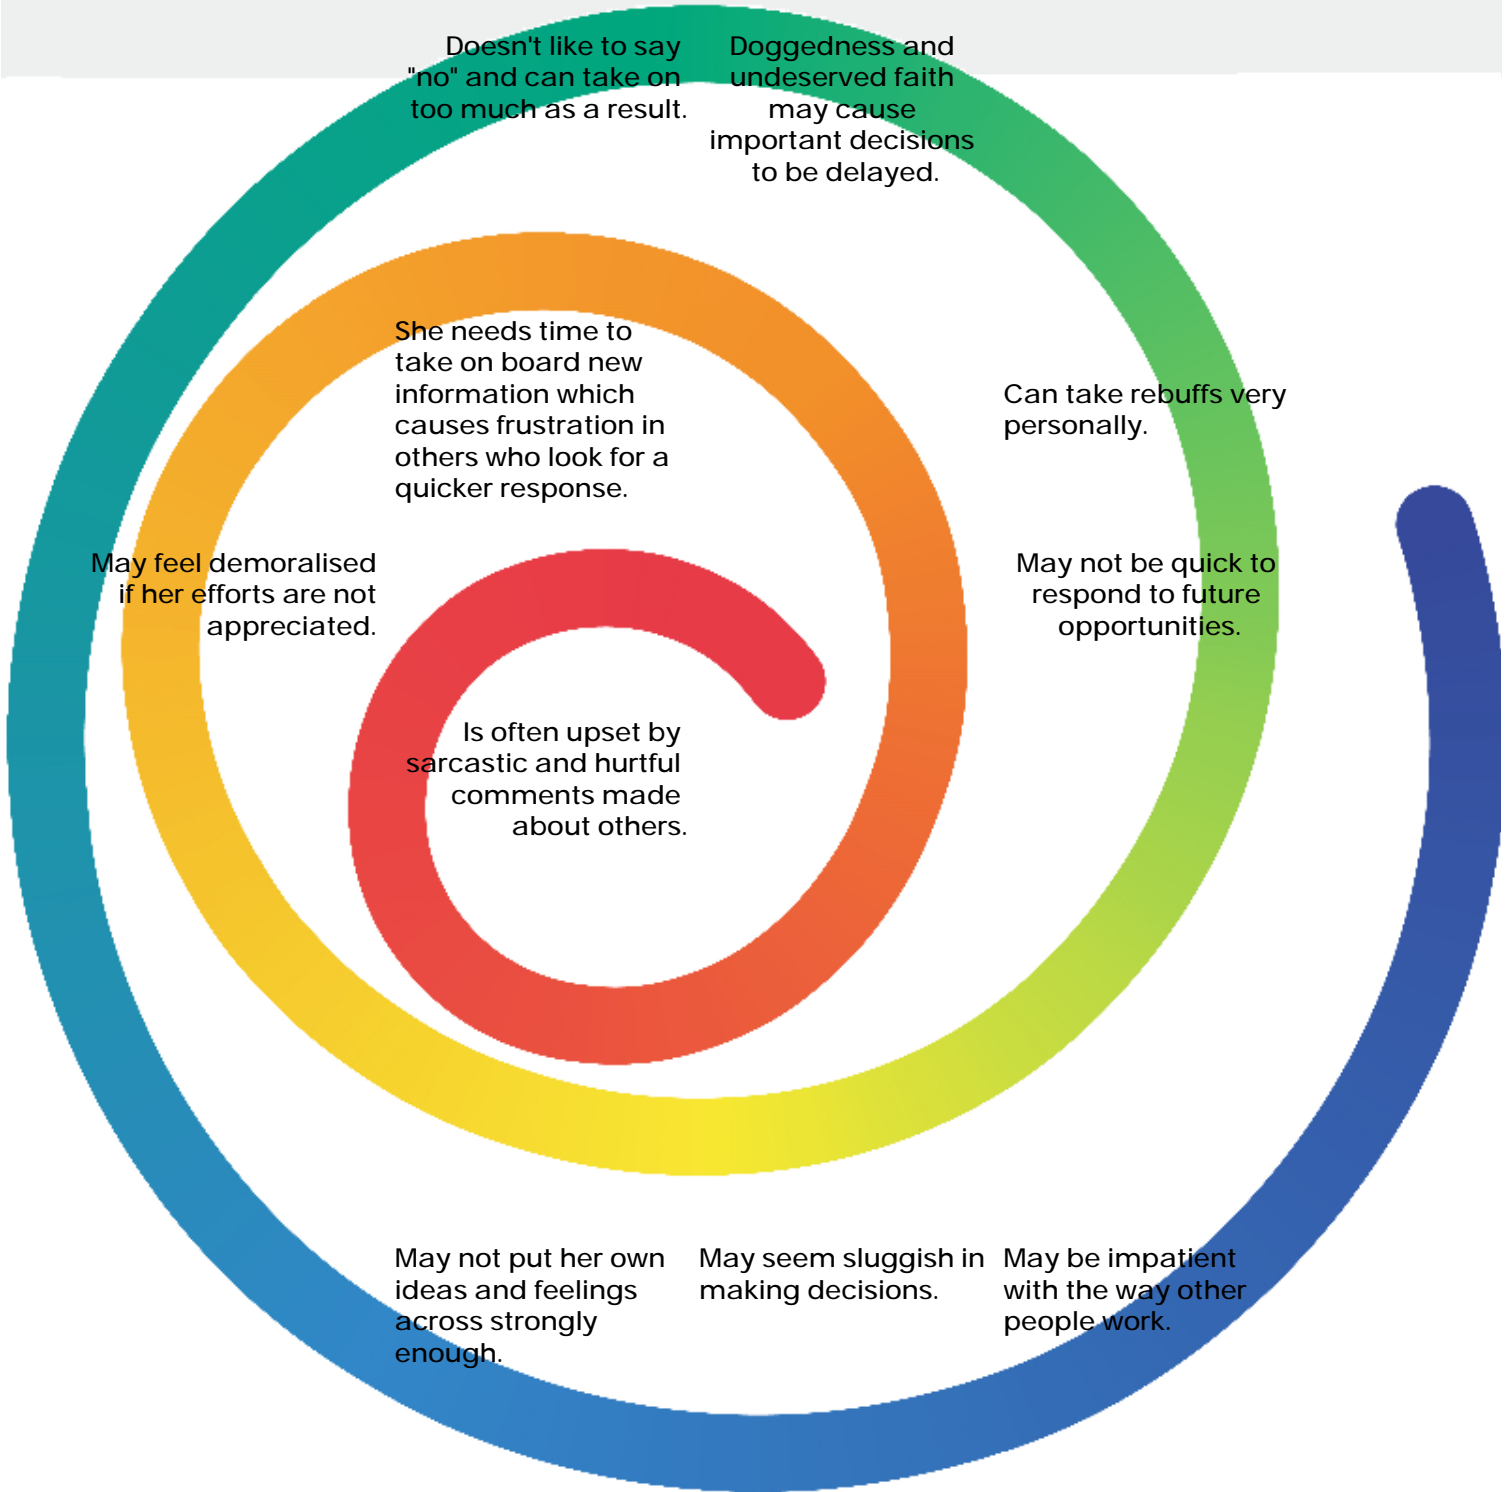 Doesn't like to say
"no" and can take on
too much as a result.
Doggedness and
undeserved faith
may cause
important decisions
to be delayed.
She needs time to
take on board new
information which
causes frustration in
others who look for a
quicker response.
Can take rebuffs very
personally.
May feel demoralised
if her efforts are not
appreciated.
May not be quick to
respond to future
opportunities.
Is often upset by
sarcastic and hurtful
comments made
about others.
May not put her own
ideas and feelings
across strongly
enough.
May seem sluggish in
making decisions.
May be impatient
with the way other
people work.